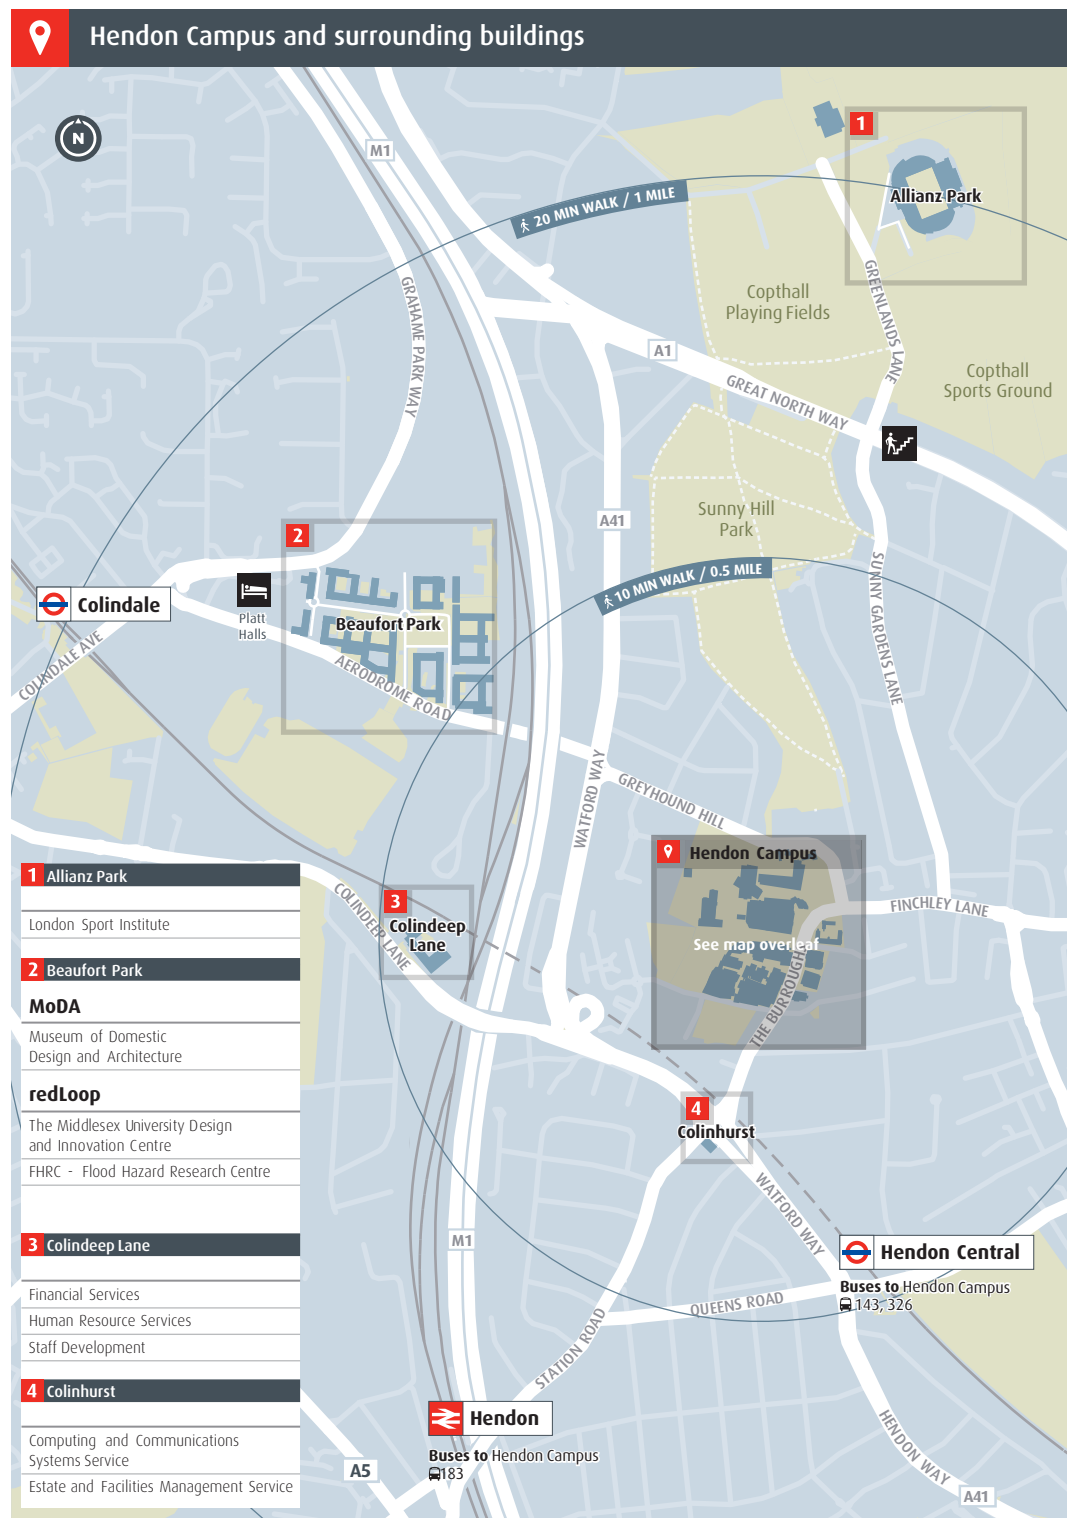 Hendon Campus and surrounding buildings
N
M1
1
Allianz Park
20 MIN WALK / 1 MILE
GRAHAME PARK WAY
GREENLANDS LANE
Copthall
Playing Fields
A1
GREAT NORTH WAY
Copthall
Sports Ground
A41
Sunny Hill
Park
2
10 MIN WALK / 0.5 MILE
SUNNY GARDENS LANE
Colindale
Platt
Halls
Beaufort Park
COLINDALE AVE
AERODROME ROAD
WATFORD WAY
GREYHOUND HILL
Hendon Campus
See map overleaf
THE BURROUGHS
FINCHLEY LANE
3
Colindeep
Lane
COLINDEEP LANE
4
Colinhurst
WATFORD WAY
M1
Hendon Central
Buses to Hendon Campus
143, 326
QUEENS ROAD
STATION ROAD
Hendon
Buses to Hendon Campus
183
HENDON WAY
A5
A41
1 Allianz Park
London Sport Institute
2 Beaufort Park
MoDA
Museum of Domestic
Design and Architecture
redLoop
The Middlesex University Design
and Innovation Centre
FHRC - Flood Hazard Research Centre
3 Colindeep Lane
Financial Services
Human Resource Services
Staff Development
4 Colinhurst
Computing and Communications
Systems Service
Estate and Facilities Management Service